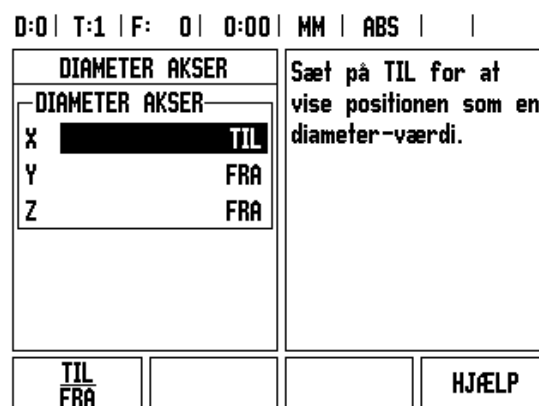 D:0 | T:1 | F: 0 | 0:00 | MM | ABS | |
DIAMETER AKSER
DIAMETER AKSER
X TIL
Y FRA
Z FRA
Sæt på TIL for at
vise positionen som en
diameter-værdi.
TIL
FRA
HJÆLP